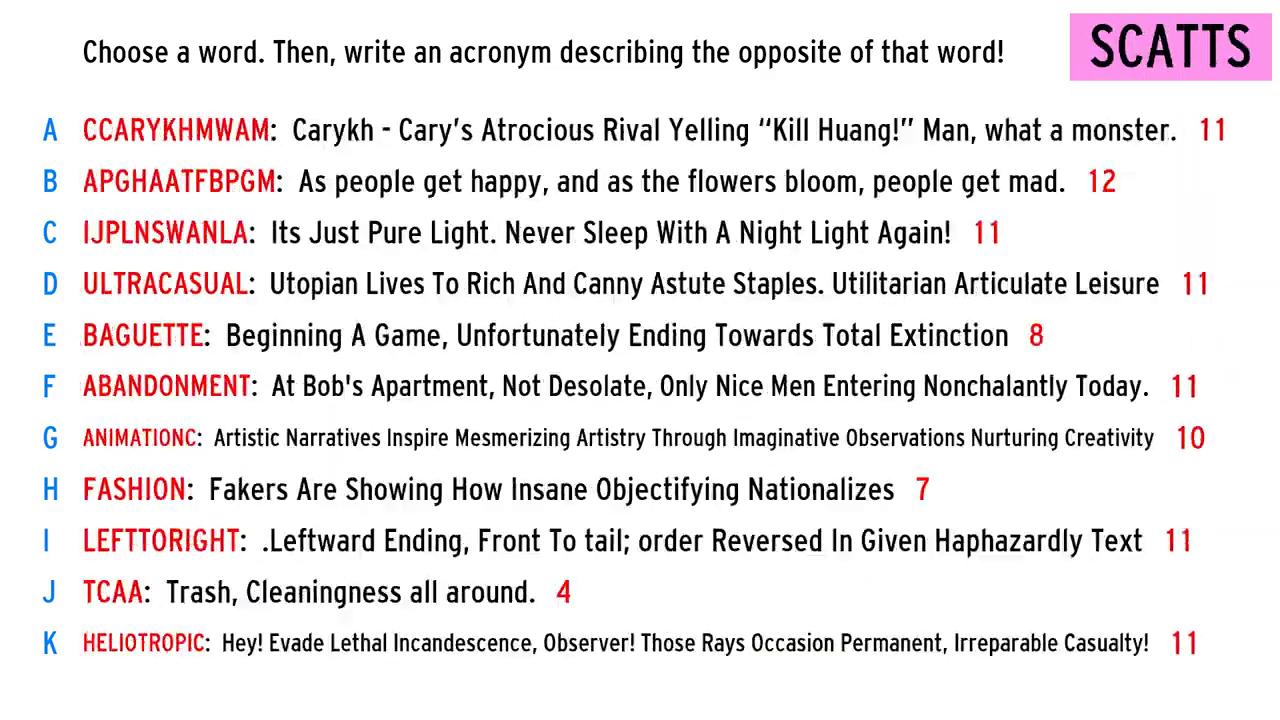 Choose a word. Then, write an acronym describing the opposite of that word!
SCATTS
A CCARYKHMWAM: Carykh - Cary's Atrocious Rival Yelling “Kill Huang!” Man, what a monster. 11
B APGHAATFBPGM: As people get happy, and as the flowers bloom, people get mad. 12
C IJPLNSWANLA: Its Just Pure Light. Never Sleep With A Night Light Again! 11
D ULTRACASUAL: Utopian Lives To Rich And Canny Astute Staples. Utilitarian Articulate Leisure 11
E BAGUETTE: Beginning A Game, Unfortunately Ending Towards Total Extinction 8
F ABANDONMENT: At Bob's Apartment, Not Desolate, Only Nice Men Entering Nonchalantly Today. 11
G ANIMATIONC: Artistic Narratives Inspire Mesmerizing Artistry Through Imaginative Observations Nurturing Creativity 10
H FASHION: Fakers Are Showing How Insane Objectifying Nationalizes 7
I LEFTTORIGHT: .Leftward Ending, Front To tail; order Reversed In Given Haphazardly Text 11
J TCAA: Trash, Cleaningness all around. 4
K HELIOTROPIC: Hey! Evade Lethal Incandescence, Observer! Those Rays Occasion Permanent, Irreparable Casualty! 11